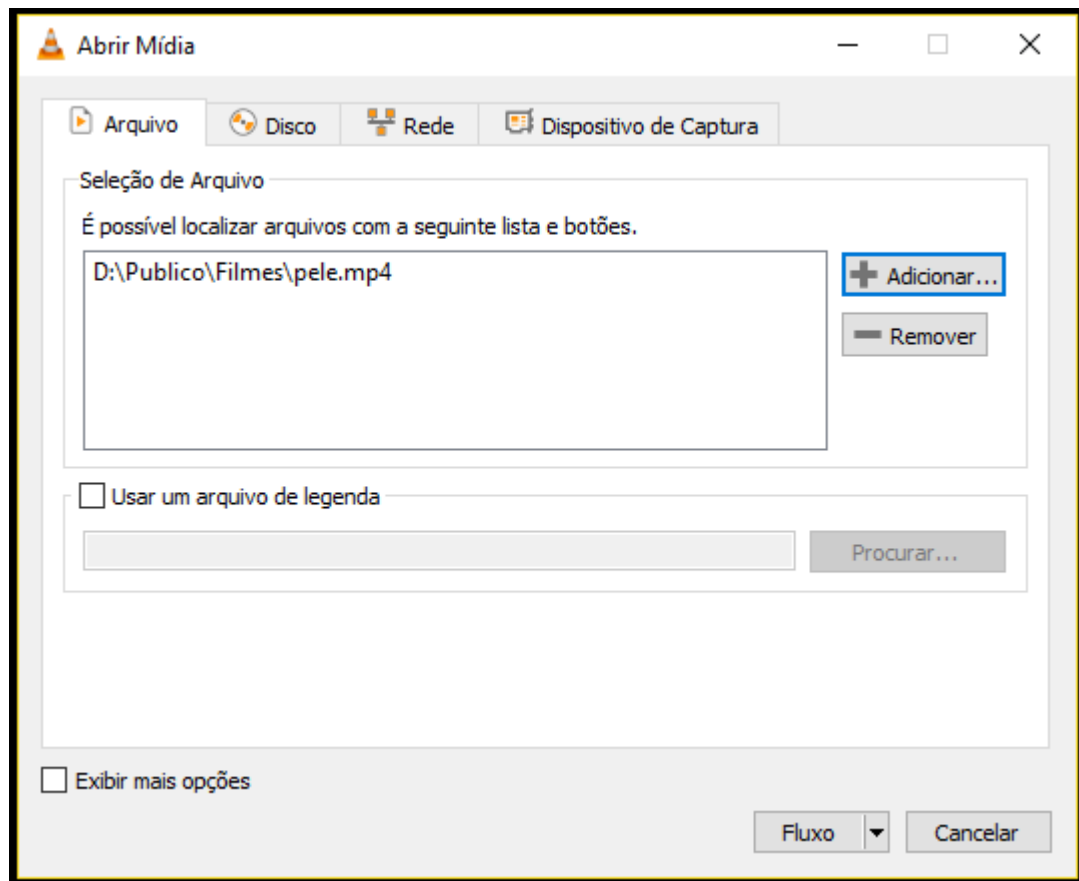 Abrir Mídia
Arquivo
Disco
Rede
Dispositivo de Captura
Seleção de Arquivo
É possível localizar arquivos com a seguinte lista e botões.
D:\Publico\Filmes\pele.mp4
Adicionar...
Remover
Usar um arquivo de legenda
Procurar...
Exibir mais opções
Fluxo
Cancelar